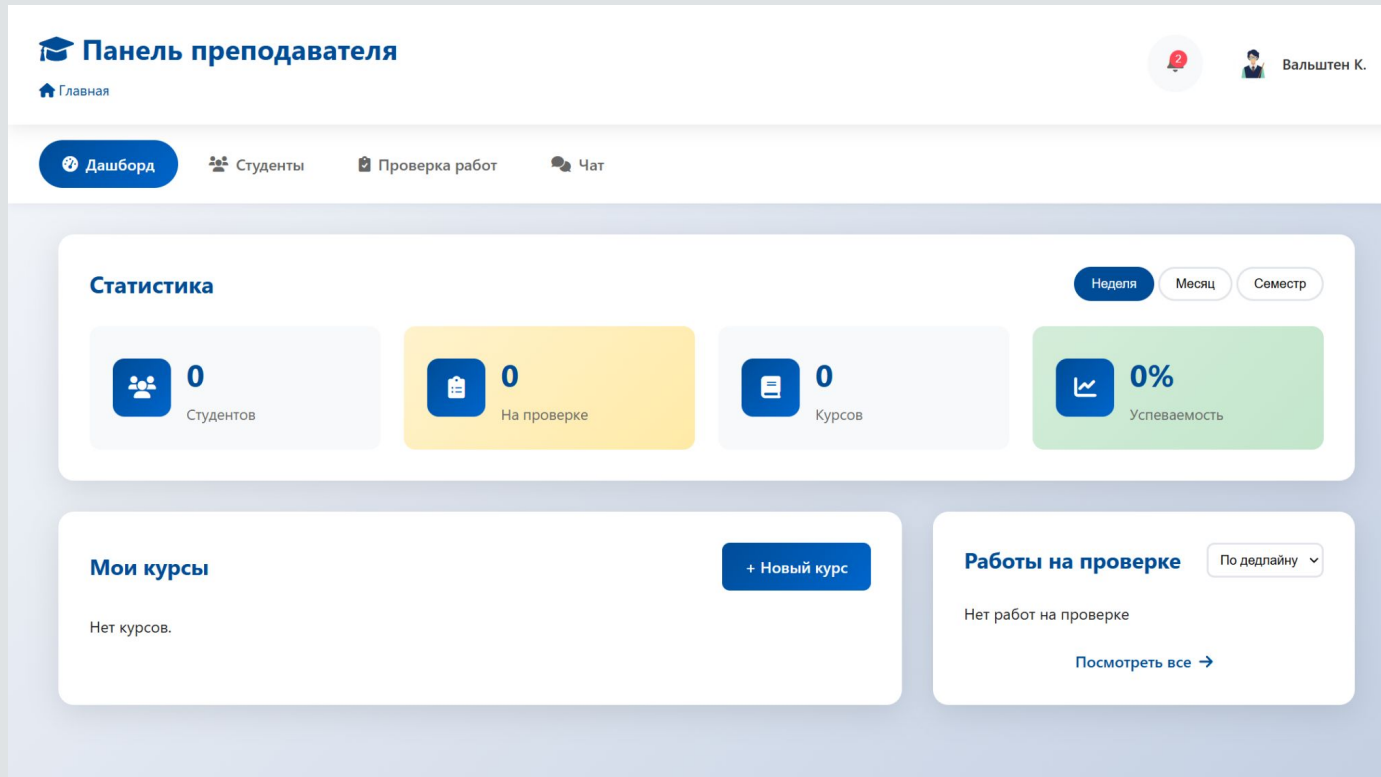 Панель преподавателя
2
Вальштен К.
Главная
Дашборд
Студенты
Проверка работ
Чат
Статистика
Неделя
Месяц
Семестр
0
Студентов
0
На проверке
0
Курсов
0%
Успеваемость
Мои курсы
+ Новый курс
Нет курсов.
Работы на проверке
По дедлайну
Нет работ на проверке
Посмотреть все →